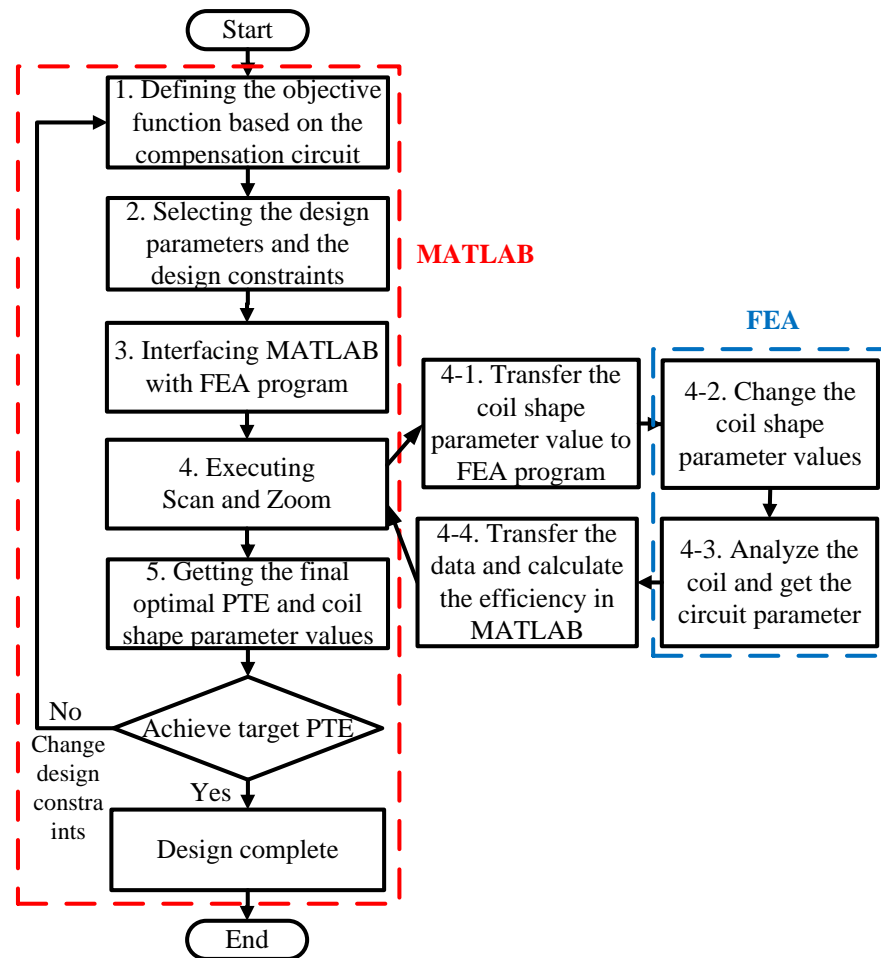 Start
1. Defining the objective
function based on the
compensation circuit
2. Selecting the design
parameters and the
design constraints
MATLAB
3. Interfacing MATLAB
with FEA program
4. Executing
Scan and Zoom
4-1. Transfer the
coil shape
parameter value to
FEA program
FEA
4-2. Change the
coil shape
parameter values
4-3. Analyze the
coil and get the
circuit parameter
4-4. Transfer the
data and calculate
the efficiency in
MATLAB
5. Getting the final
optimal PTE and coil
shape parameter values
Achieve target PTE
No
Change
design
constra
ints
Yes
Design complete
End